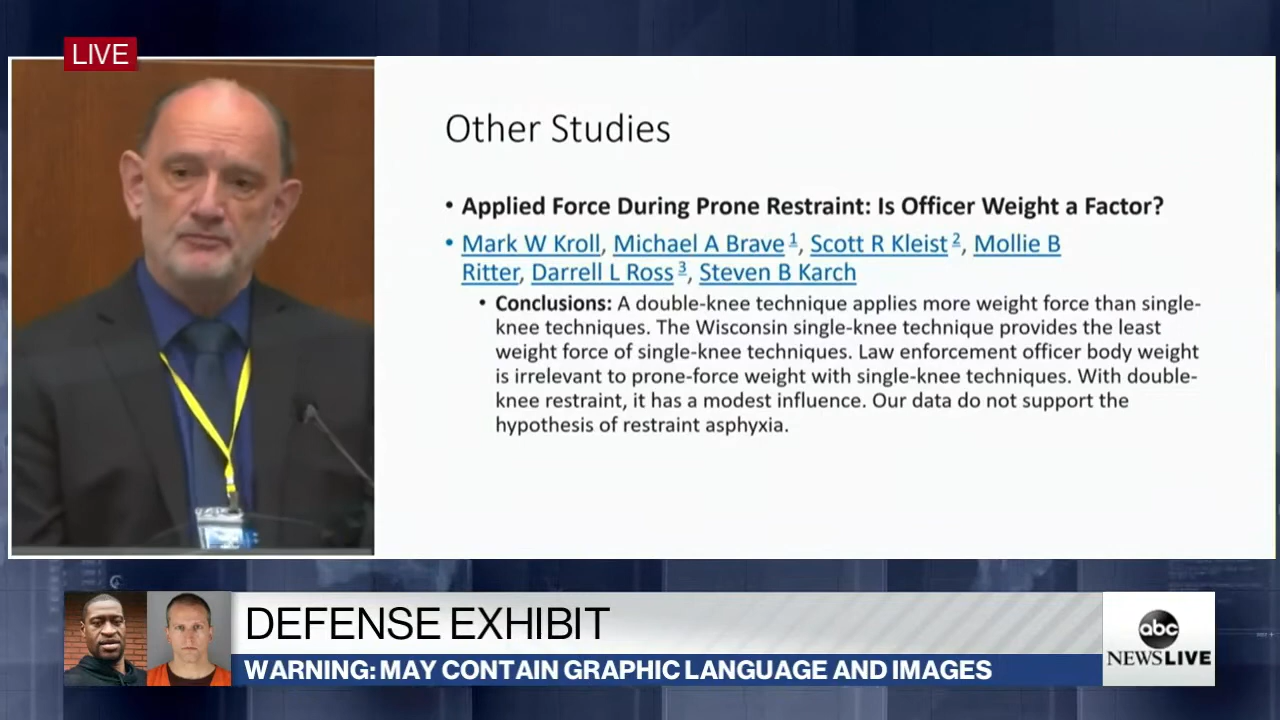 LIVE
Other Studies
• Applied Force During Prone Restraint: Is Officer Weight a Factor?
• Mark W Kroll, Michael A Brave 1, Scott R Kleist 2, Mollie B
Ritter, Darrell L Ross 3, Steven B Karch
• Conclusions: A double-knee technique applies more weight force than single-
knee techniques. The Wisconsin single-knee technique provides the least
weight force of single-knee techniques. Law enforcement officer body weight
is irrelevant to prone-force weight with single-knee techniques. With double-
knee restraint, it has a modest influence. Our data do not support the
hypothesis of restraint asphyxia.
DEFENSE EXHIBIT
WARNING: MAY CONTAIN GRAPHIC LANGUAGE AND IMAGES
abc
NEWS LIVE